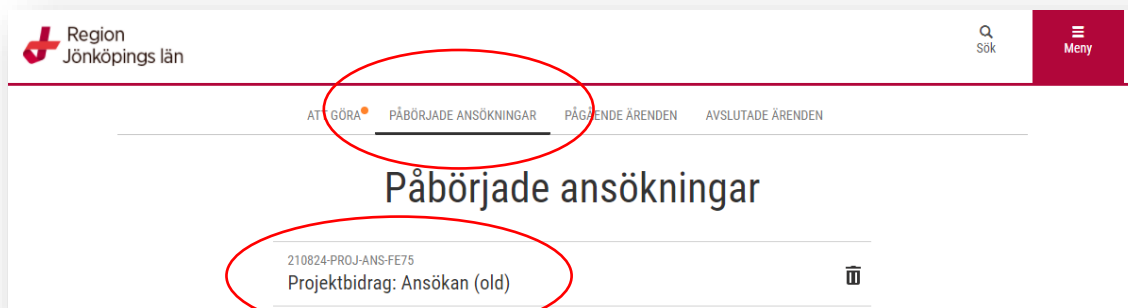 Region
Jönköpings län
Sök
Meny
ATT GÖRA PÅBÖRJADE ANSÖKNINGAR PÅGÅENDE ÄRENDEN AVSLUTADE ÄRENDEN
Påbörjade ansökningar
210824-PROJ-ANS-FE75
Projektbidrag: Ansökan (old)